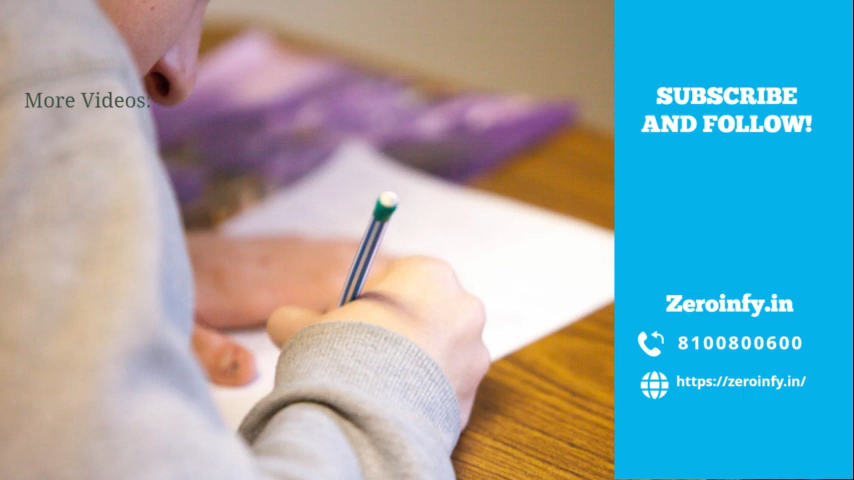 More Videos:
SUBSCRIBE
AND FOLLOW!
Zeroinfy.in
8100800600
https://zeroinfy.in/